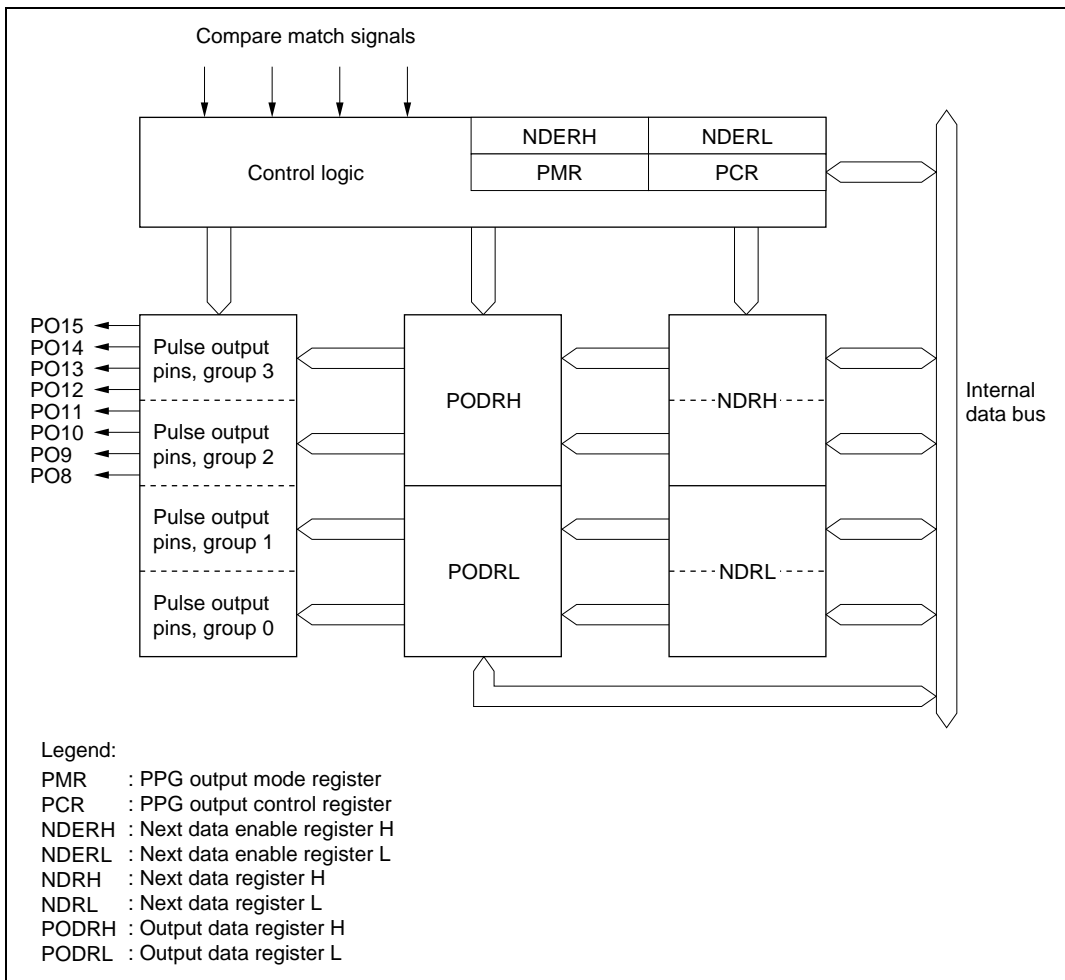 Compare match signals
NDERH NDERL
Control logic PMR PCR
PO15
PO14
PO13
PO12
PO11
PO10
PO9
PO8
Pulse output
pins, group 3
Pulse output
pins, group 2
Pulse output
pins, group 1
Pulse output
pins, group 0
PODRH
PODRL
NDRH
NDRL
Internal
data bus
Legend:
PMR : PPG output mode register
PCR : PPG output control register
NDERH : Next data enable register H
NDERL : Next data enable register L
NDRH : Next data register H
NDRL : Next data register L
PODRH : Output data register H
PODRL : Output data register L